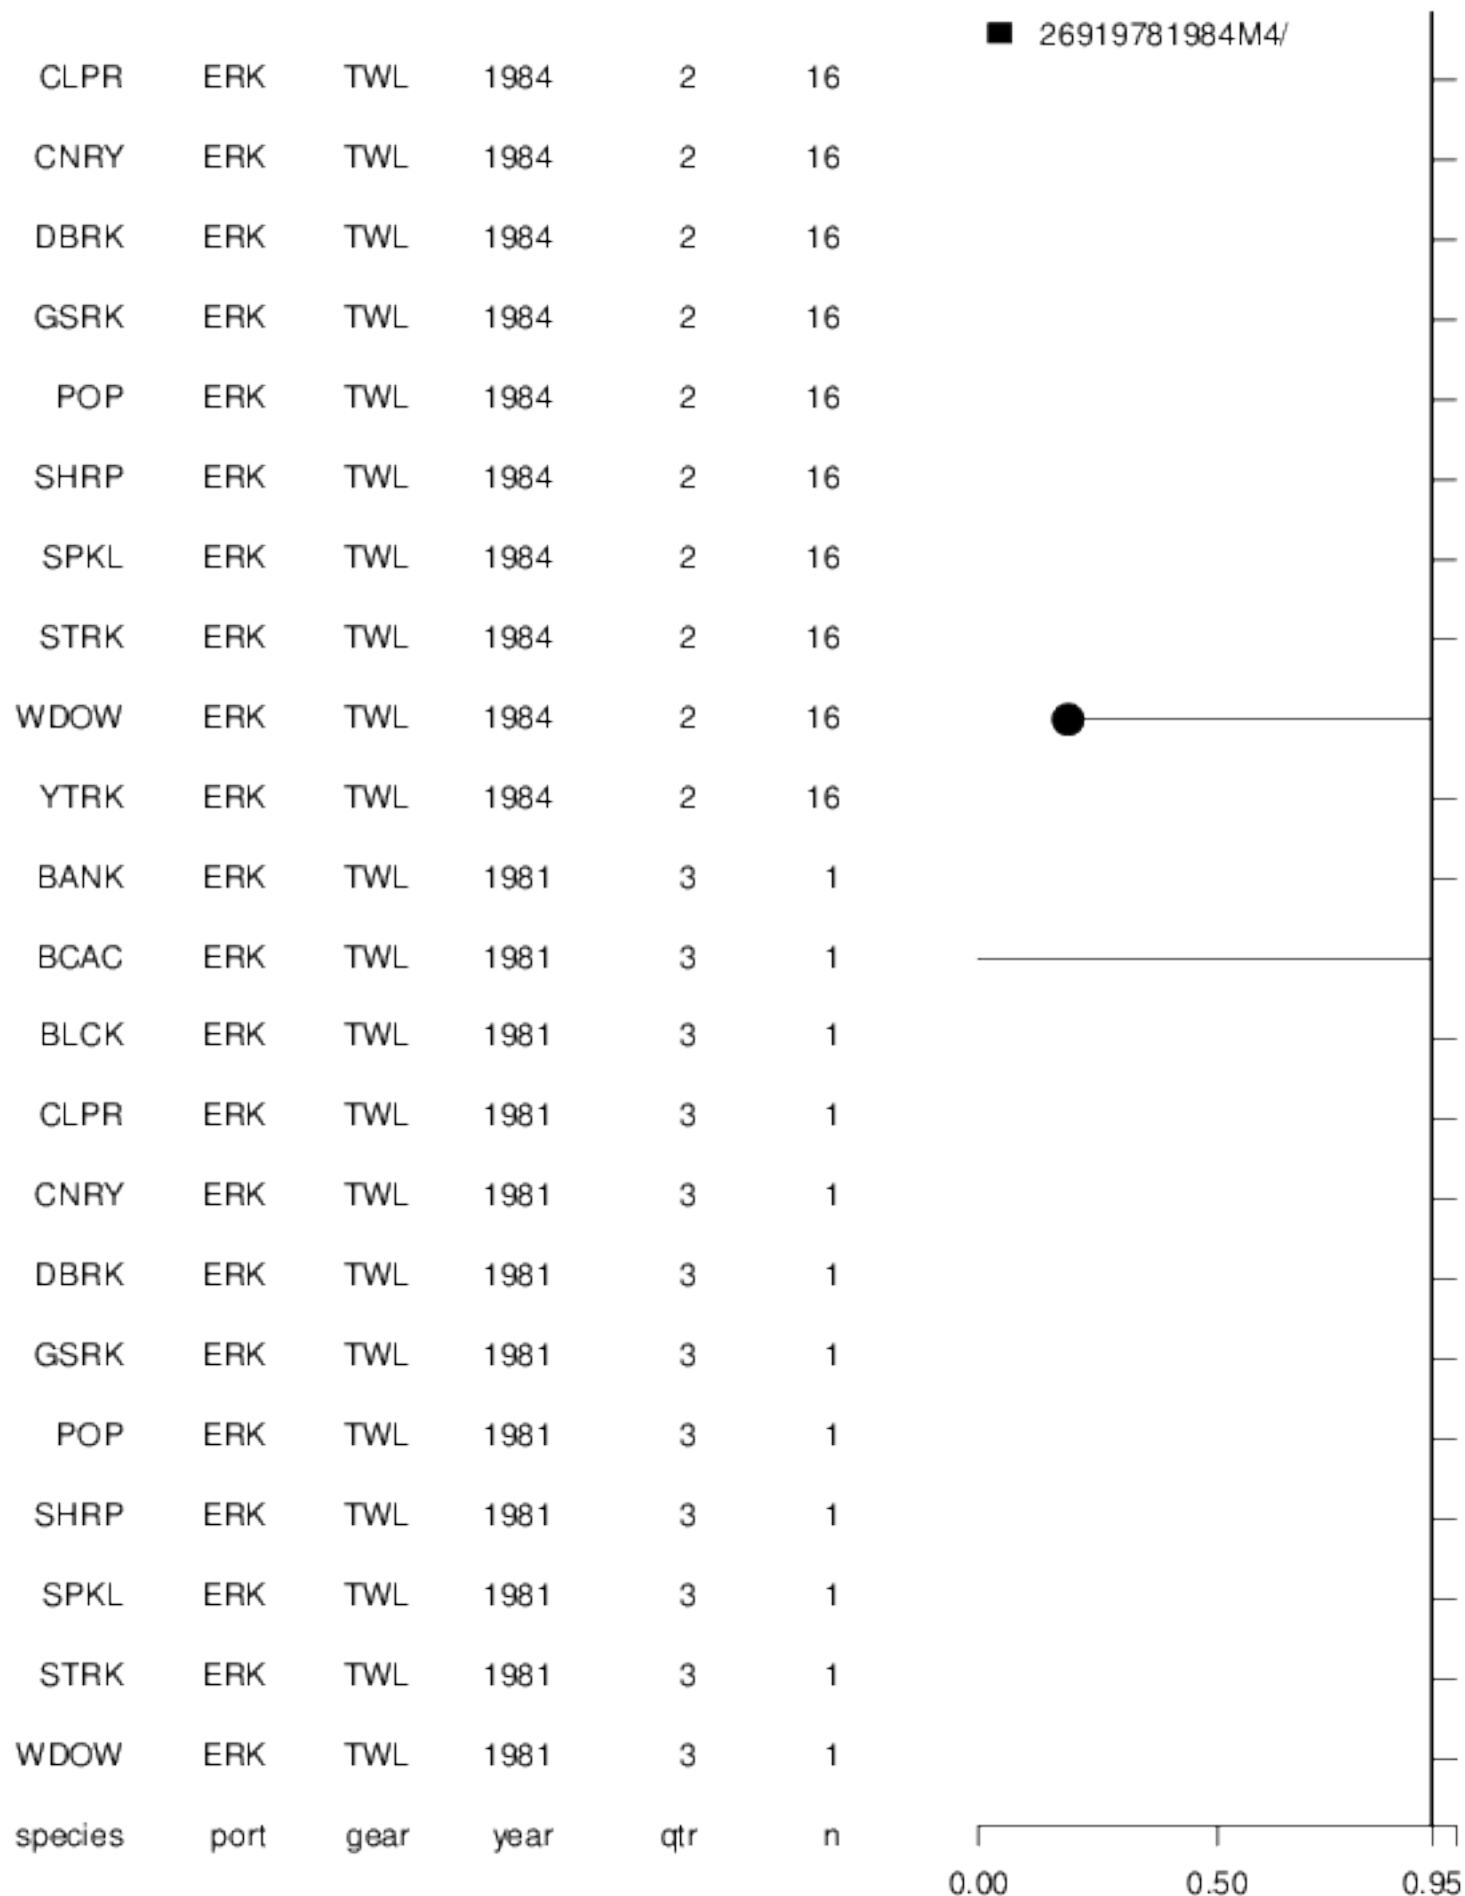 26919781984M4/
CLPR ERK TWL 1984 2 16
CNRY ERK TWL 1984 2 16
DBRK ERK TWL 1984 2 16
GSRK ERK TWL 1984 2 16
POP ERK TWL 1984 2 16
SHRP ERK TWL 1984 2 16
SPKL ERK TWL 1984 2 16
STRK ERK TWL 1984 2 16
WDOW ERK TWL 1984 2 16
YTRK ERK TWL 1984 2 16
BANK ERK TWL 1981 3 1
BCAC ERK TWL 1981 3 1
BLCK ERK TWL 1981 3 1
CLPR ERK TWL 1981 3 1
CNRY ERK TWL 1981 3 1
DBRK ERK TWL 1981 3 1
GSRK ERK TWL 1981 3 1
POP ERK TWL 1981 3 1
SHRP ERK TWL 1981 3 1
SPKL ERK TWL 1981 3 1
STRK ERK TWL 1981 3 1
WDOW ERK TWL 1981 3 1
species port gear year qtr n
0.00 0.50 0.95